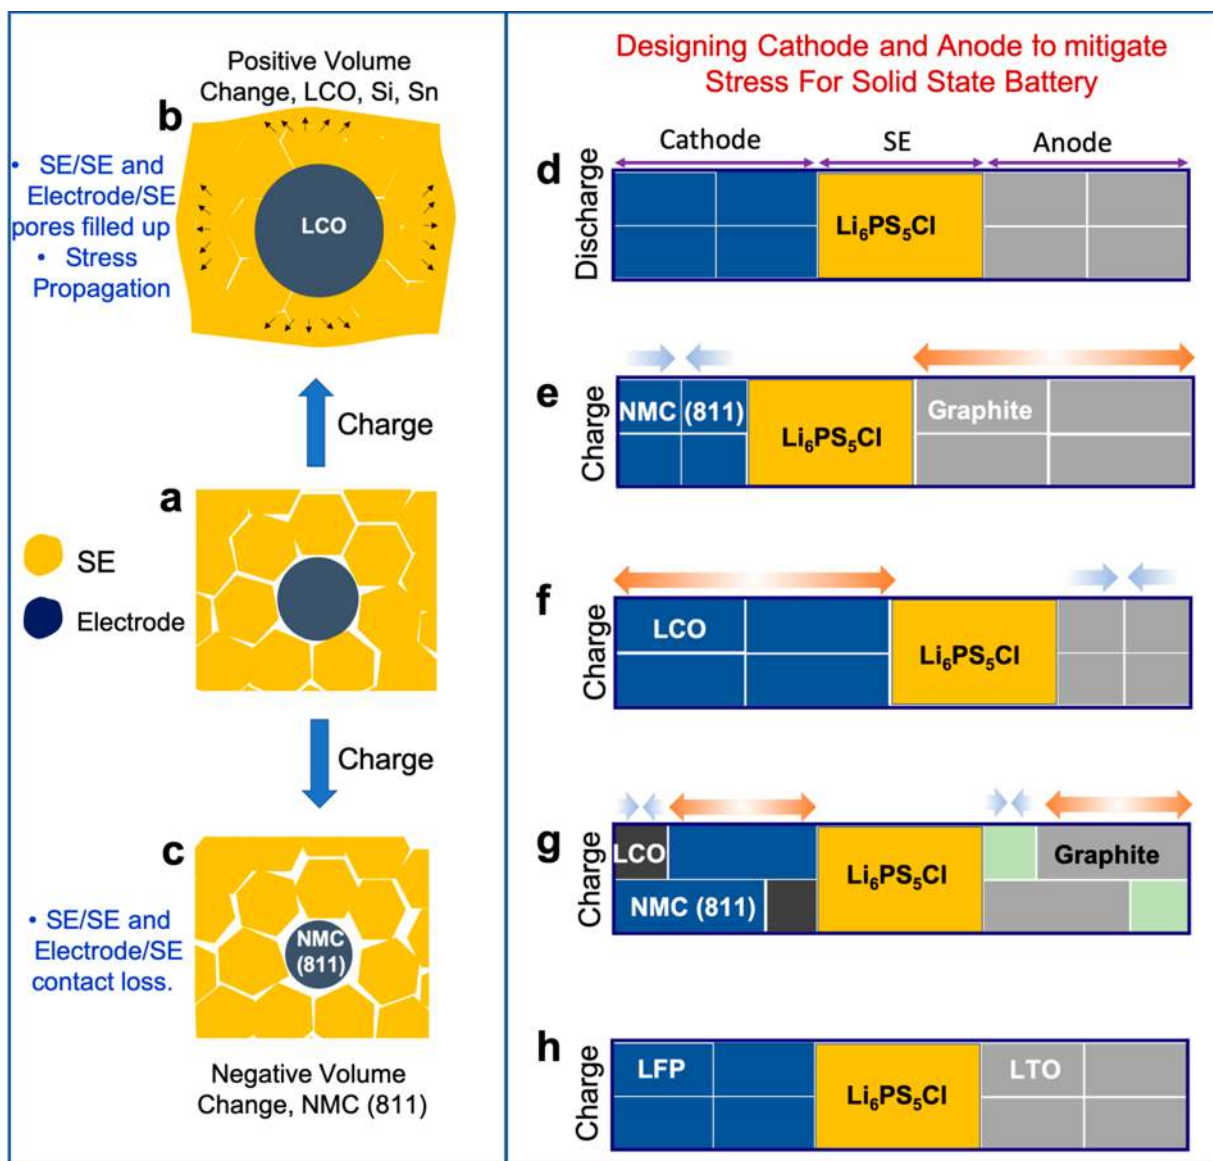 Positive Volume
Change, LCO, Si, Sn
b
• SE/SE and
Electrode/SE
pores filled up
• Stress
Propagation
LCO
Charge
a
SE
Electrode
Charge
c
• SE/SE and
Electrode/SE
contact loss.
NMC
(811)
Negative Volume
Change, NMC (811)
Designing Cathode and Anode to mitigate
Stress For Solid State Battery
Cathode SE Anode
d
Discharge
Li₆PS₅Cl
e
Charge
NMC (811)
Li₆PS₅Cl
Graphite
f
Charge
LCO
Li₆PS₅Cl
g
Charge
LCO
NMC (811)
Li₆PS₅Cl
Graphite
h
Charge
LFP
Li₆PS₅Cl
LTO